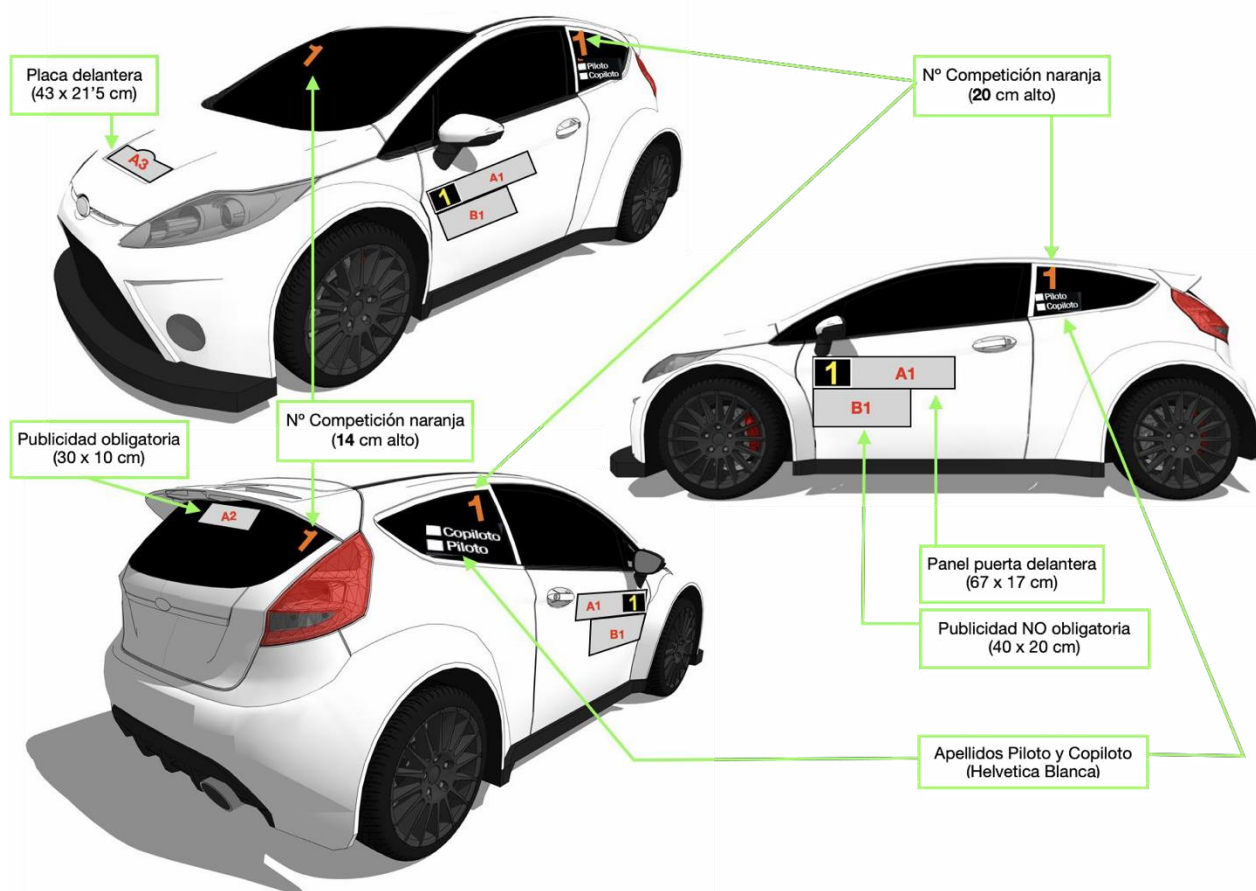 1
1
Piloto
Copiloto
Placa delantera
(43 x 21'5 cm)
Nº Competición naranja
(20 cm alto)
A3
1
A1
B1
1
Piloto
Copiloto
1
A1
B1
Nº Competición naranja
(14 cm alto)
Publicidad obligatoria
(30 x 10 cm)
A2
1
1
Copiloto
Piloto
A1
1
B1
Panel puerta delantera
(67 x 17 cm)
Publicidad NO obligatoria
(40 x 20 cm)
Apellidos Piloto y Copiloto
(Helvetica Blanca)